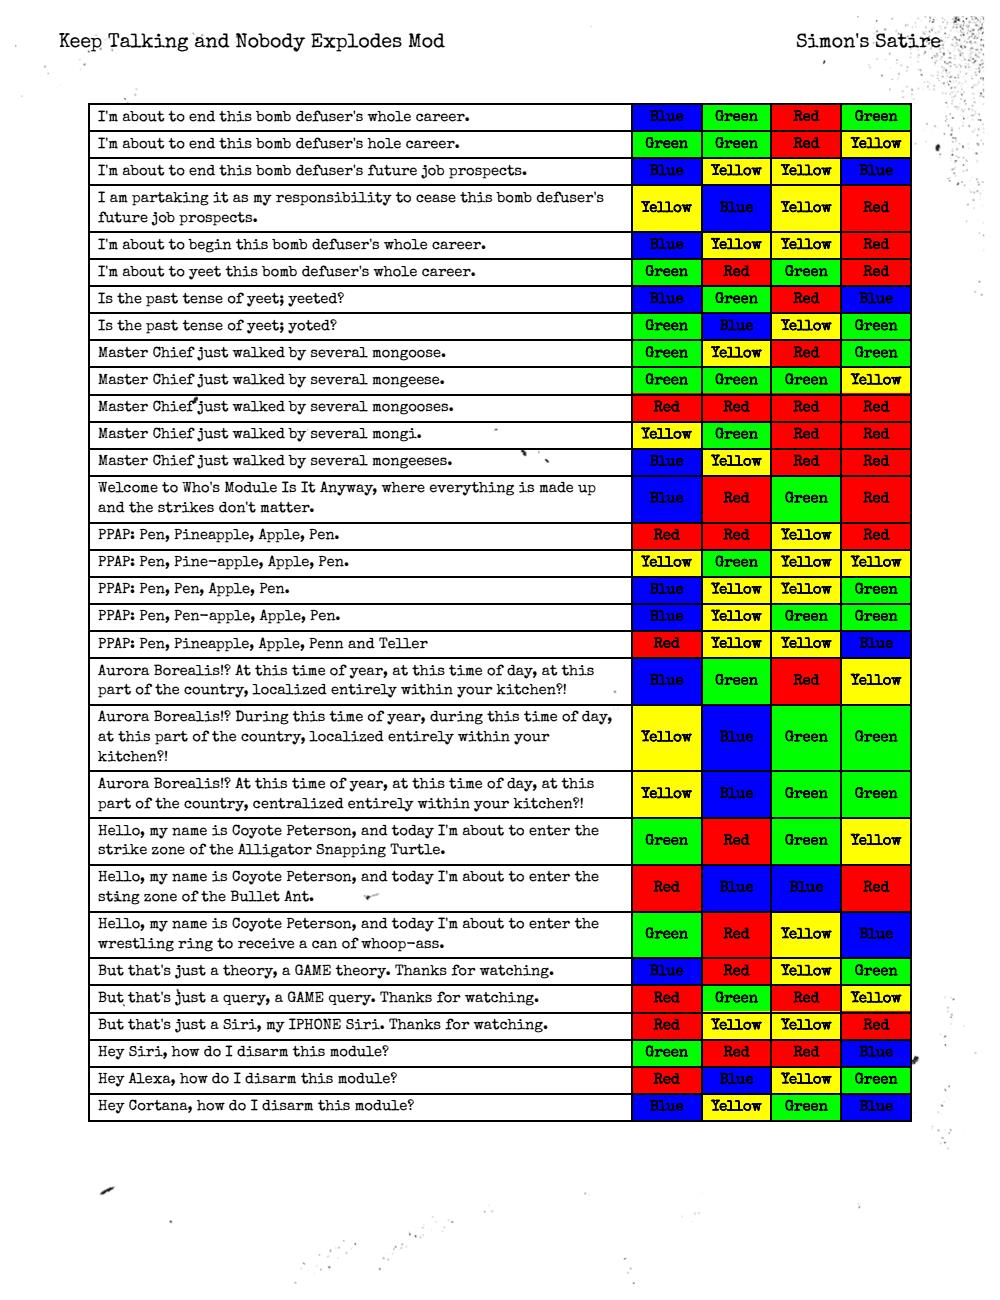 Keep Talking and Nobody Explodes Mod Simon's Satire
I'm about to end this bomb defuser's whole career. Blue Green Red Green
I'm about to end this bomb defuser's hole career. Green Green Red Yellow
I'm about to end this bomb defuser's future job prospects. Blue Yellow Yellow Blue
I am partaking it as my responsibility to cease this bomb defuser's
future job prospects. Yellow Blue Yellow Red
I'm about to begin this bomb defuser's whole career. Blue Yellow Yellow Red
I'm about to yeet this bomb defuser's whole career. Green Red Green Red
Is the past tense of yeet; yeeted? Blue Green Red Blue
Is the past tense of yeet; yoted? Green Blue Yellow Green
Master Chief just walked by several mongoose. Green Yellow Red Green
Master Chief just walked by several mongeese. Green Green Green Yellow
Master Chief just walked by several mongooses. Red Red Red Red
Master Chief just walked by several mongi. Yellow Green Red Red
Master Chief just walked by several mongeeses. Blue Yellow Red Red
Welcome to Who's Module Is It Anyway, where everything is made up
and the strikes don't matter. Blue Red Green Red
PPAP: Pen, Pineapple, Apple, Pen. Red Red Yellow Red
PPAP: Pen, Pine-apple, Apple, Pen. Yellow Green Yellow Yellow
PPAP: Pen, Pen, Apple, Pen. Blue Yellow Yellow Green
PPAP: Pen, Pen-apple, Apple, Pen. Blue Yellow Green Green
PPAP: Pen, Pineapple, Apple, Penn and Teller Red Yellow Yellow Blue
Aurora Borealis!? At this time of year, at this time of day, at this
part of the country, localized entirely within your kitchen?! Blue Green Red Yellow
Aurora Borealis!? During this time of year, during this time of day,
at this part of the country, localized entirely within your
kitchen?! Yellow Blue Green Green
Aurora Borealis!? At this time of year, at this time of day, at this
part of the country, centralized entirely within your kitchen?! Yellow Blue Green Green
Hello, my name is Coyote Peterson, and today I'm about to enter the
strike zone of the Alligator Snapping Turtle. Green Red Green Yellow
Hello, my name is Coyote Peterson, and today I'm about to enter the
sting zone of the Bullet Ant. Red Blue Blue Red
Hello, my name is Coyote Peterson, and today I'm about to enter the
wrestling ring to receive a can of whoop-ass. Green Red Yellow Blue
But that's just a theory, a GAME theory. Thanks for watching. Blue Red Yellow Green
But that's just a query, a GAME query. Thanks for watching. Red Green Red Yellow
But that's just a Siri, my IPHONE Siri. Thanks for watching. Red Yellow Yellow Red
Hey Siri, how do I disarm this module? Green Red Red Blue
Hey Alexa, how do I disarm this module? Red Blue Yellow Green
Hey Cortana, how do I disarm this module? Blue Yellow Green Blue